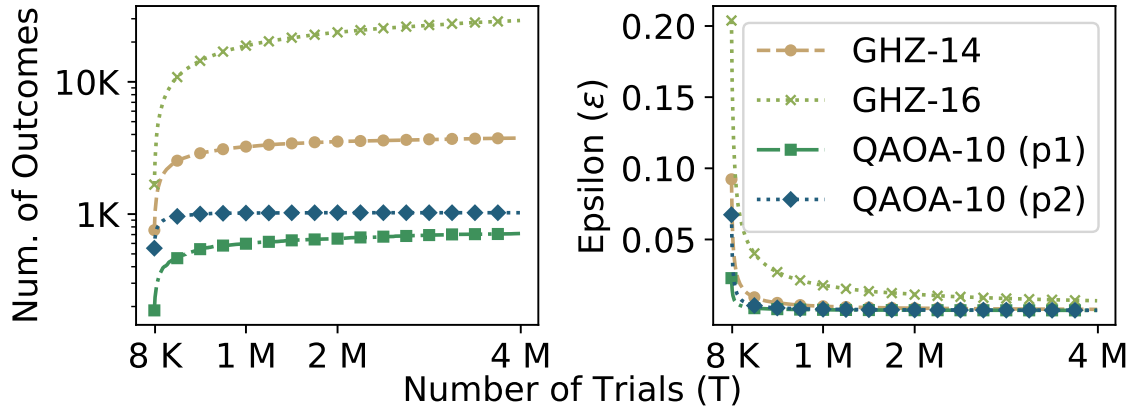 Num. of Outcomes
10K
1K
8 K
1 M
2 M
4 M
Epsilon (ε)
0.20
0.15
0.10
0.05
GHZ-14
GHZ-16
QAOA-10 (p1)
QAOA-10 (p2)
8 K
1 M
2 M
4 M
Number of Trials (T)